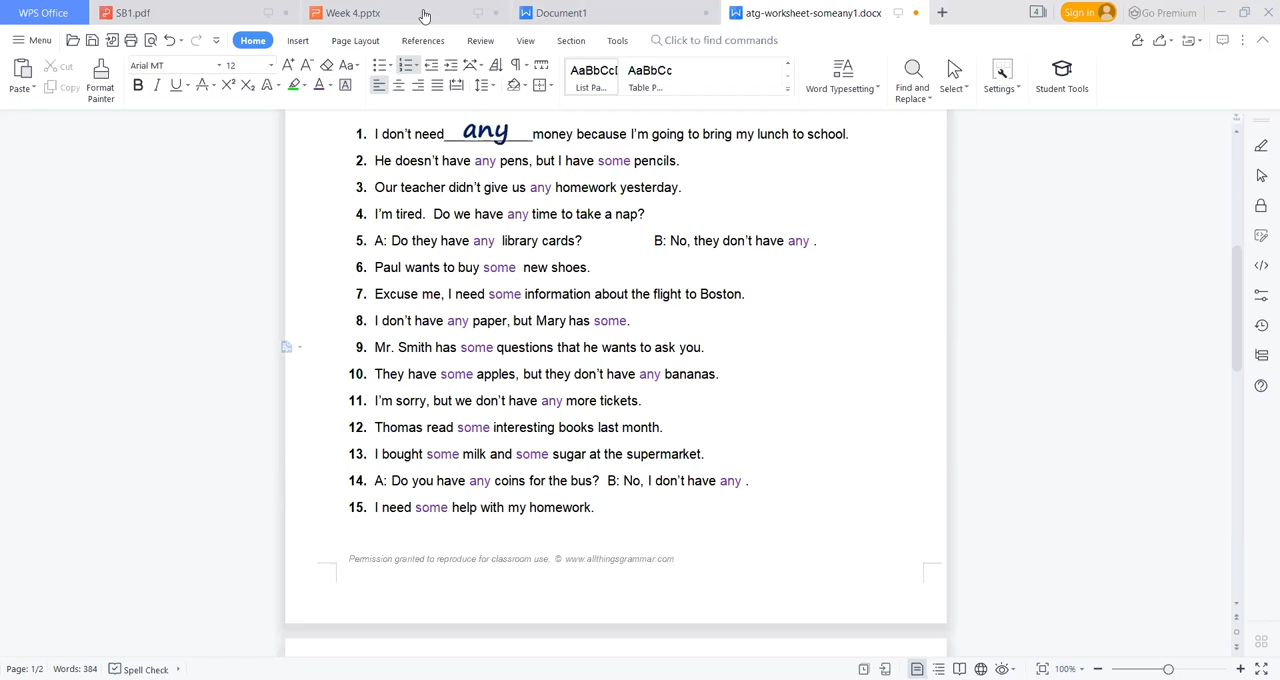 WPS Office SB1.pdf Week 4.pptx Document1 atg-worksheet-someany1.docx 4 Sign in Go Premium
Menu Home Insert Page Layout References Review View Section Tools Click to find commands
Paste Cut Copy Format Painter Arial MT 12 AaBbCcI List Pa... AaBbCc Table P... Word Typesetting Find and Replace Select Settings Student Tools
1. I don't need any money because I'm going to bring my lunch to school.
2. He doesn't have any pens, but I have some pencils.
3. Our teacher didn't give us any homework yesterday.
4. I'm tired. Do we have any time to take a nap?
5. A: Do they have any library cards? B: No, they don't have any .
6. Paul wants to buy some new shoes.
7. Excuse me, I need some information about the flight to Boston.
8. I don't have any paper, but Mary has some.
9. Mr. Smith has some questions that he wants to ask you.
10. They have some apples, but they don't have any bananas.
11. I'm sorry, but we don't have any more tickets.
12. Thomas read some interesting books last month.
13. I bought some milk and some sugar at the supermarket.
14. A: Do you have any coins for the bus? B: No, I don't have any .
15. I need some help with my homework.
Permission granted to reproduce for classroom use. © www.allthingsgrammar.com
Page: 1/2 Words: 384 Spell Check 100%